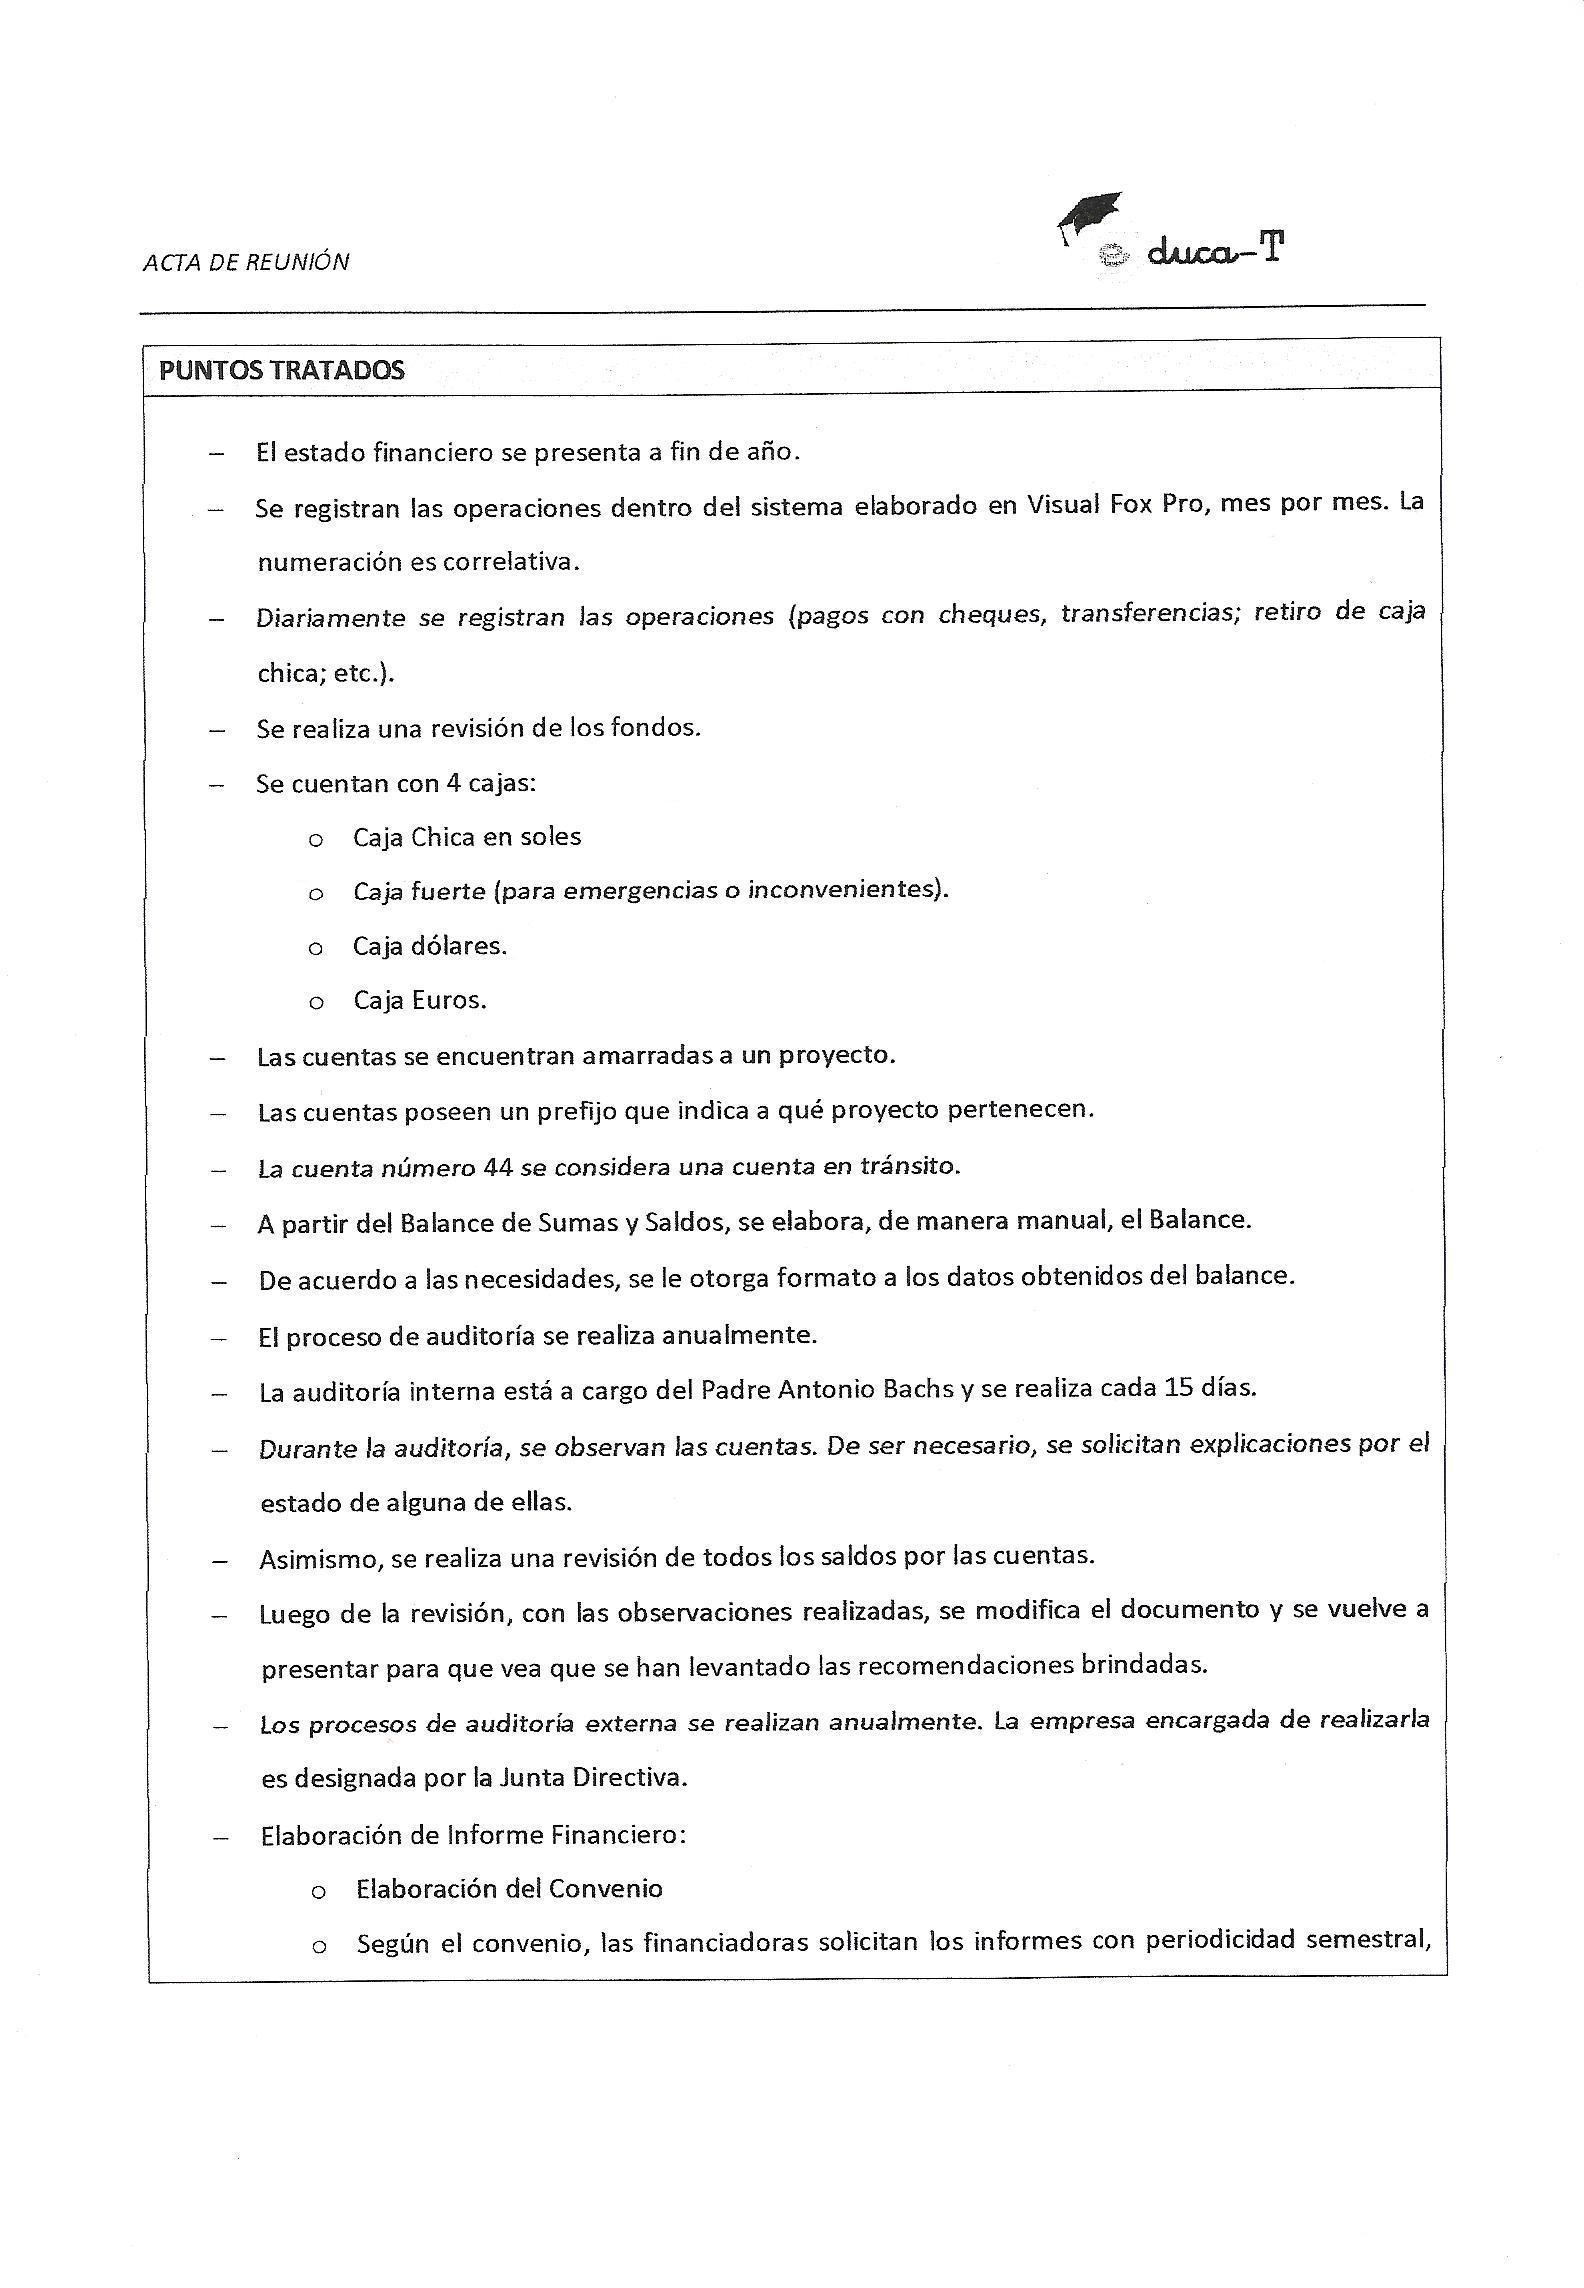 ACTA DE REUNIÓN
e duca-T
PUNTOS TRATADOS
– El estado financiero se presenta a fin de año.
– Se registran las operaciones dentro del sistema elaborado en Visual Fox Pro, mes por mes. La
numeración es correlativa.
– Diariamente se registran las operaciones (pagos con cheques, transferencias; retiro de caja
chica; etc.).
– Se realiza una revisión de los fondos.
– Se cuentan con 4 cajas:
o Caja Chica en soles
o Caja fuerte (para emergencias o inconvenientes).
o Caja dólares.
o Caja Euros.
– Las cuentas se encuentran amarradas a un proyecto.
– Las cuentas poseen un prefijo que indica a qué proyecto pertenecen.
– La cuenta número 44 se considera una cuenta en tránsito.
– A partir del Balance de Sumas y Saldos, se elabora, de manera manual, el Balance.
– De acuerdo a las necesidades, se le otorga formato a los datos obtenidos del balance.
– El proceso de auditoría se realiza anualmente.
– La auditoría interna está a cargo del Padre Antonio Bachs y se realiza cada 15 días.
– Durante la auditoría, se observan las cuentas. De ser necesario, se solicitan explicaciones por el
estado de alguna de ellas.
– Asimismo, se realiza una revisión de todos los saldos por las cuentas.
– Luego de la revisión, con las observaciones realizadas, se modifica el documento y se vuelve a
presentar para que vea que se han levantado las recomendaciones brindadas.
– Los procesos de auditoría externa se realizan anualmente. La empresa encargada de realizarla
es designada por la Junta Directiva.
– Elaboración de Informe Financiero:
o Elaboración del Convenio
o Según el convenio, las financiadoras solicitan los informes con periodicidad semestral,